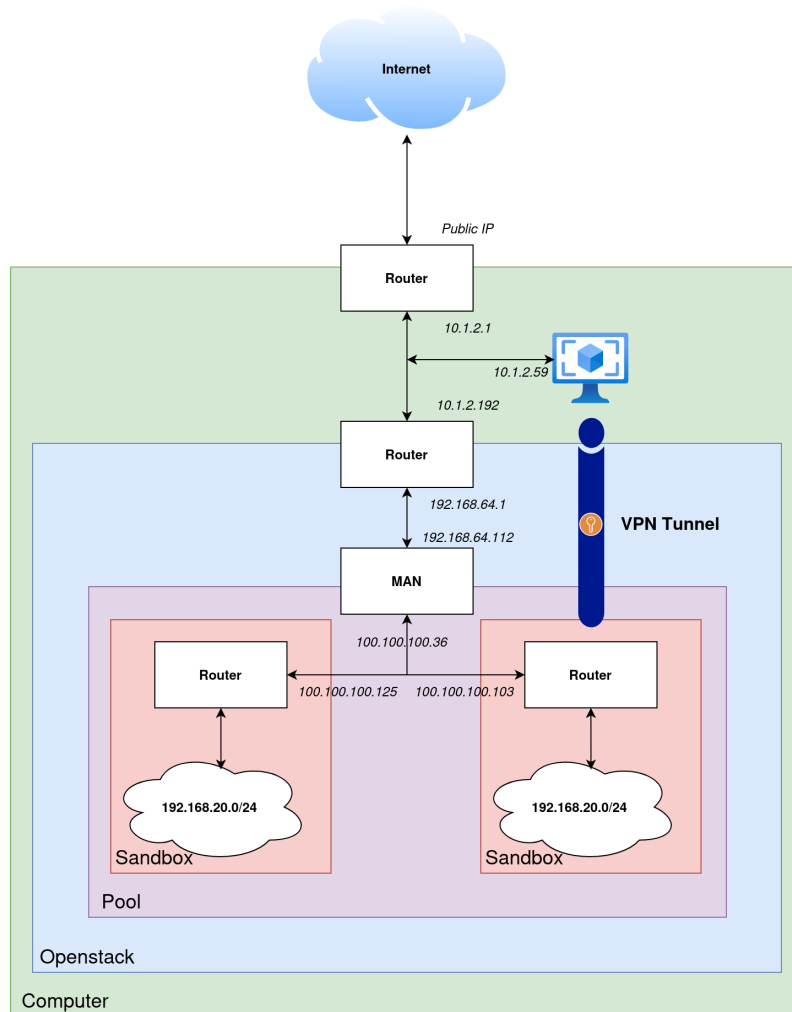 Internet
Public IP
Router
10.1.2.1
10.1.2.59
10.1.2.192
Router
192.168.64.1
VPN Tunnel
192.168.64.112
MAN
100.100.100.36
Router
Router
100.100.100.125
100.100.100.103
192.168.20.0/24
192.168.20.0/24
Sandbox
Sandbox
Pool
Openstack
Computer